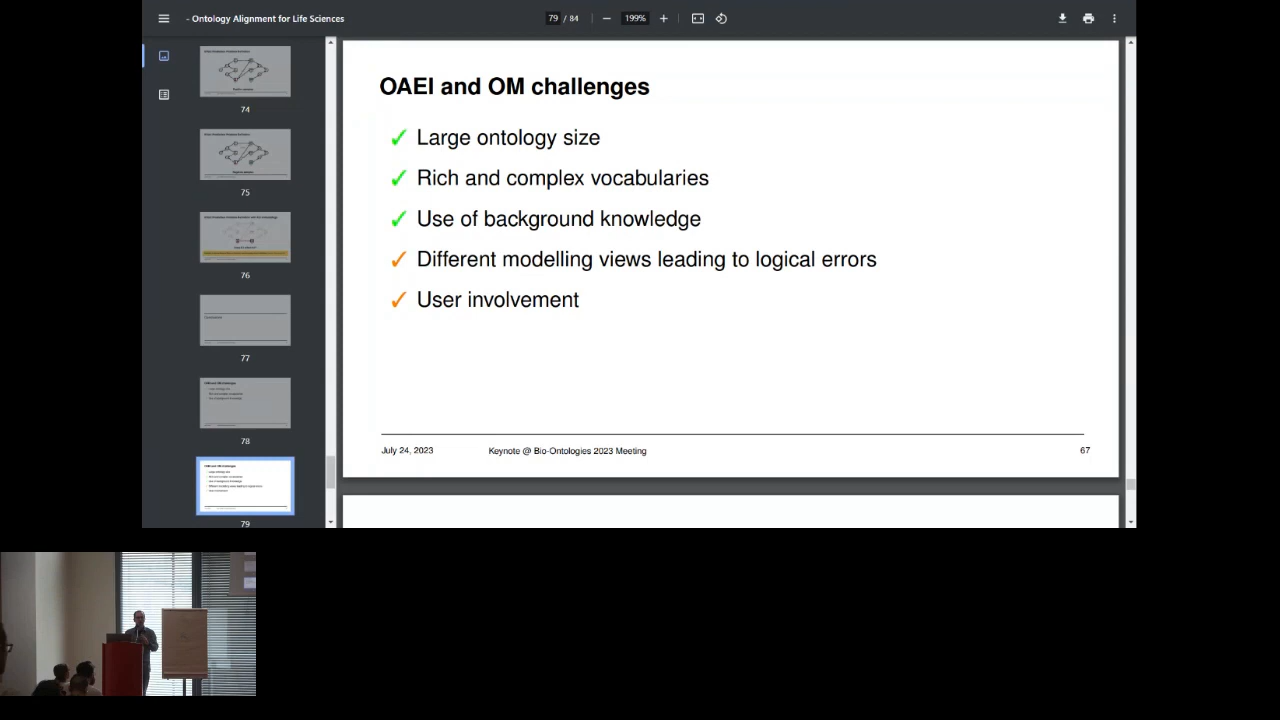 - Ontology Alignment for Life Sciences
79 / 84
199%
74
75
76
77
78
79
OAEI and OM challenges
✓ Large ontology size
✓ Rich and complex vocabularies
✓ Use of background knowledge
✓ Different modelling views leading to logical errors
✓ User involvement
July 24, 2023 Keynote @ Bio-Ontologies 2023 Meeting 67